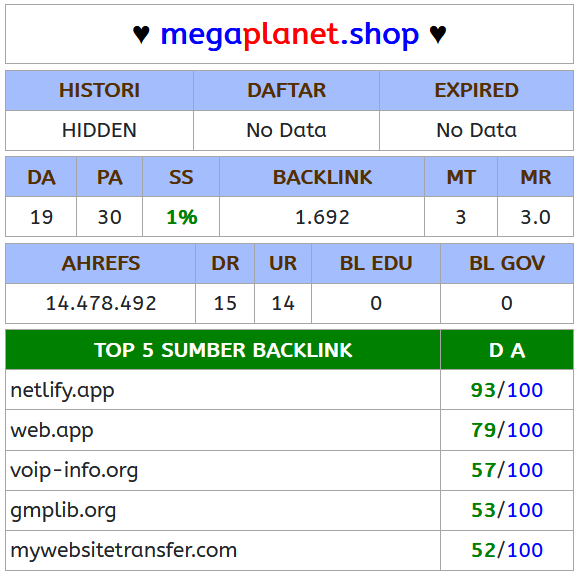 ♥ megaplanet.shop ♥
HISTORI DAFTAR EXPIRED
HIDDEN No Data No Data
DA PA SS BACKLINK MT MR
19 30 1% 1.692 3 3.0
AHREFS DR UR BL EDU BL GOV
14.478.492 15 14 0 0
TOP 5 SUMBER BACKLINK D A
netlify.app 93/100
web.app 79/100
voip-info.org 57/100
gmplib.org 53/100
mywebsitetransfer.com 52/100